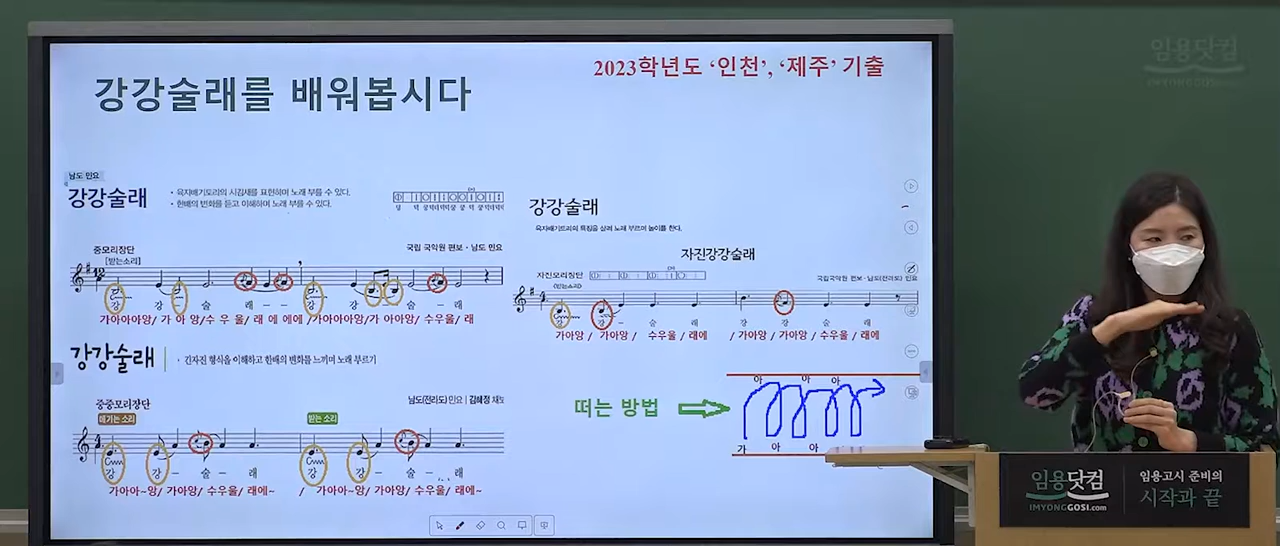 2023학년도 ‘인천’, ‘제주’ 기출
강강술래를 배워봅시다
임용닷컴
IMYONGGOSI.com
남도 민요
강강술래
• 육자배기토리의 시김새를 표현하며 노래 부를 수 있다.
• 한배의 변화를 듣고 이해하며 노래 부를 수 있다.
중모리장단
국립 국악원 편보 · 남도 민요
[받는소리]
강 강 술 래 – – 강 강 술 – 래
가아아아앙/ 가 아 앙/수 우 울/ 래 에 에에 /가아아아앙/가 아아앙/ 수우울/ 래
강강술래
육자배기토리의 특징을 살려 노래 부르며 놀이를 한다.
자진강강술래
자진모리장단
국립국악원 편보 · 남도(전라도) 민요
(받는소리)
강 강 – 술 래 강 강 술 래
가아앙 / 가아앙 / 수우울 / 래에 / 가아앙 / 가아앙 / 수우울 / 래에
강강술래
• 긴자진 형식을 이해하고 한배의 변화를 느끼며 노래 부르기
중중모리장단
남도(전라도) 민요 | 김혜정 채보
메기는 소리
받는 소리
강 강 – 술 – 래 강 강 – 술 – 래
가아아~앙/ 가아앙/ 수우울/ 래에~ / 가아아~앙/ 가아앙/ 수우울/ 래에~
떠는 방법
아 아 아
가 아 아
임용닷컴
IMYONGGOSI.com
임용고시 준비의
시작과 끝